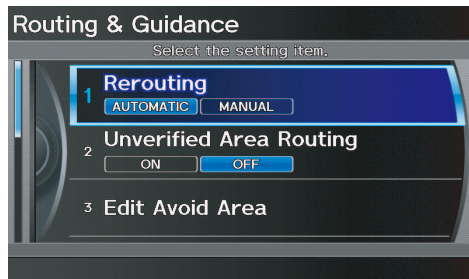 Routing & Guidance
Select the setting item.
1 Rerouting
AUTOMATIC MANUAL
2 Unverified Area Routing
ON OFF
3 Edit Avoid Area